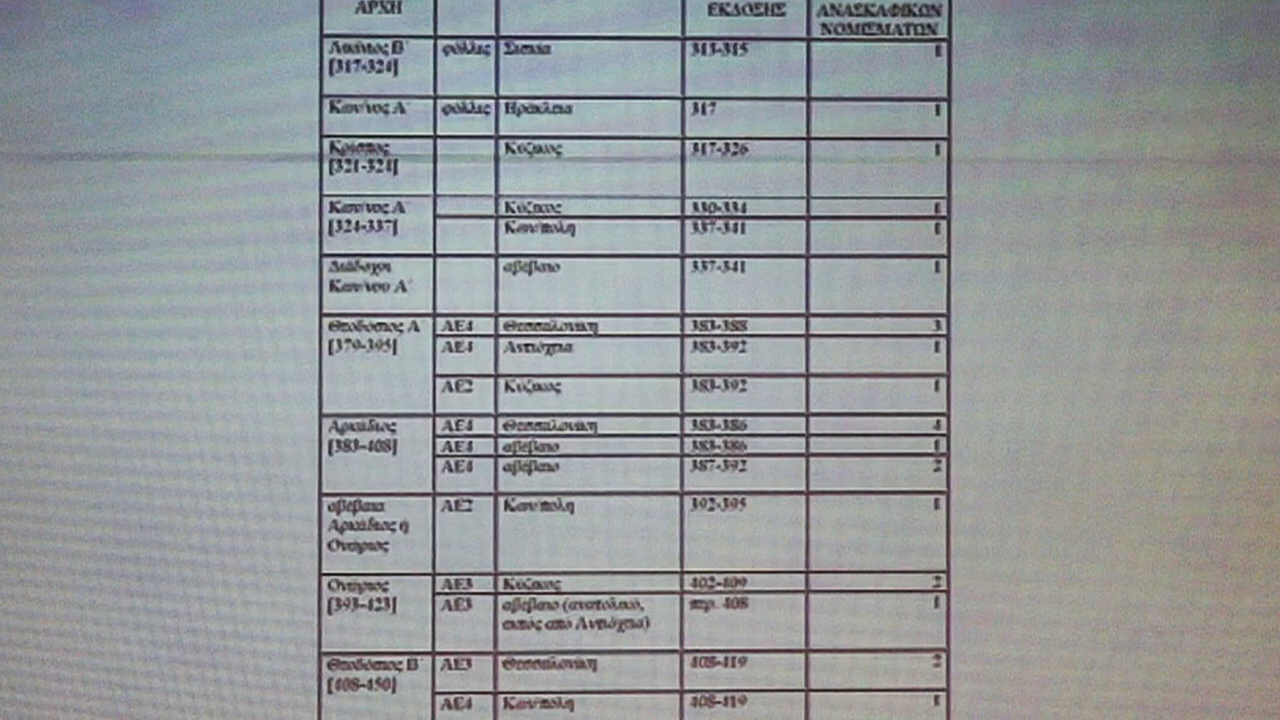 ΑΡΧΗ ΕΚΔΟΣΗΣ ΑΝΑΣΚΑΦΙΚΩΝ
ΝΟΜΙΣΜΑΤΩΝ
Β΄ φόλλις Σισκία 313-315 1
[317-324]
Κων/νος Α΄ φόλλις Ηράκλεια 317 1
Κρίσπος Κύζικος 317-326 1
[321-324]
Κων/νος Α΄ Κύζικος 330-334 1
[324-337] Κων/πολη 337-341 1
Διάδοχοι αβέβαιο 337-341 1
Κων/νου Α΄
Θεοδόσιος Α΄ ΑΕ4 Θεσσαλονίκη 383-388 3
[379-395] ΑΕ4 Αντιόχεια 383-392 1
ΑΕ2 Κύζικος 383-392 1
Αρκάδιος ΑΕ4 Θεσσαλονίκη 383-386 4
[383-408] ΑΕ4 αβέβαιο 383-386 1
ΑΕ4 αβέβαιο 387-392 2
αβέβαια ΑΕ2 Κων/πολη 392-395 1
Αρκάδιος ή
Ονώριος
Ονώριος ΑΕ3 Κύζικος 402-409 2
[393-423] ΑΕ3 αβέβαιο (ανατολικό, περ. 408 1
εκτός από Αντιόχεια)
Θεοδόσιος Β΄ ΑΕ3 Θεσσαλονίκη 408-419 2
[408-450]
ΑΕ4 Κων/πολη 408-419 1